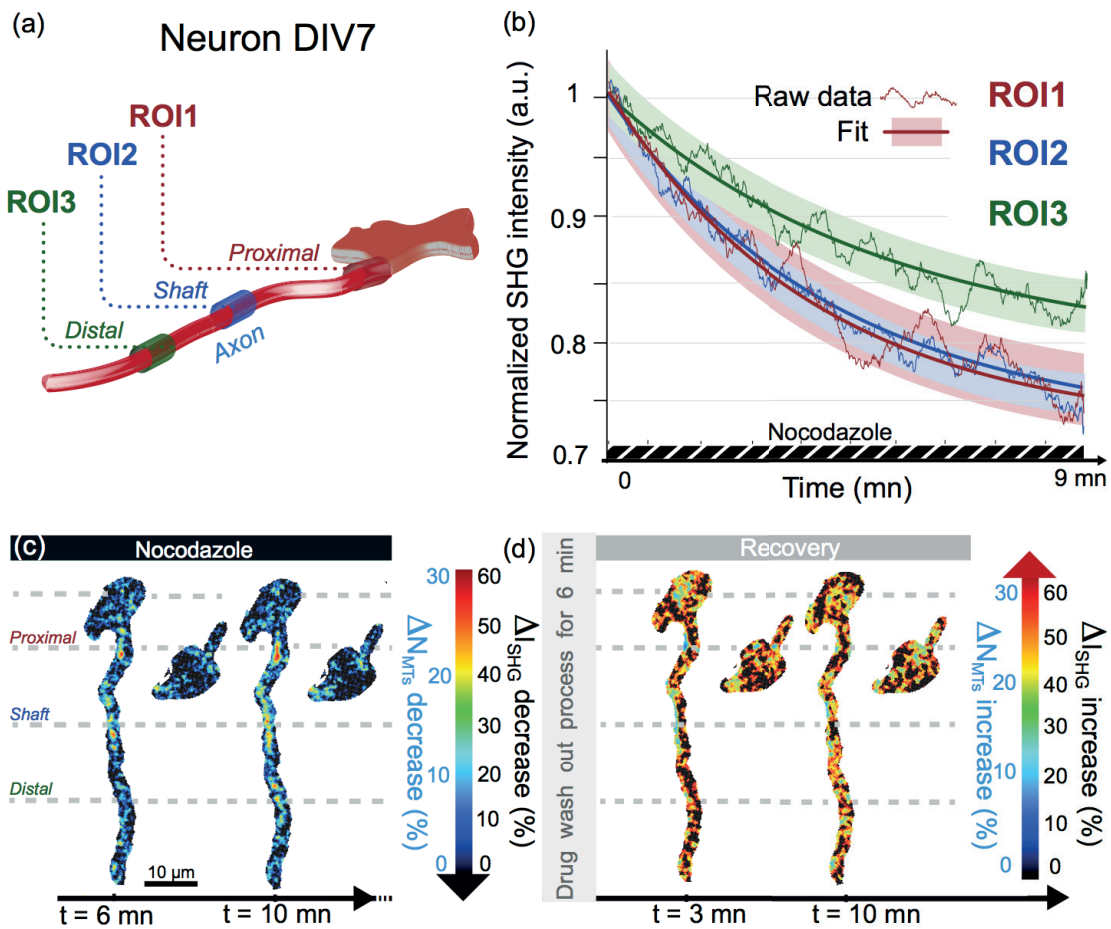 (a)
Neuron DIV7
ROI1
ROI2
ROI3
Proximal
Shaft
Distal
Axon
(b)
Normalized SHG intensity (a.u.)
1
0.9
0.8
0.7
Raw data
Fit
ROI1
ROI2
ROI3
Nocodazole
0
9 mn
Time (mn)
(c)
Nocodazole
Proximal
Shaft
Distal
10 µm
t = 6 mn
t = 10 mn
30
20
10
0
ΔNMTs decrease (%)
60
50
40
30
20
10
0
ΔISHG decrease (%)
(d)
Recovery
Drug wash out process for 6 min
t = 3 mn
t = 10 mn
30
20
10
0
ΔNMTs increase (%)
60
50
40
30
20
10
0
ΔISHG increase (%)